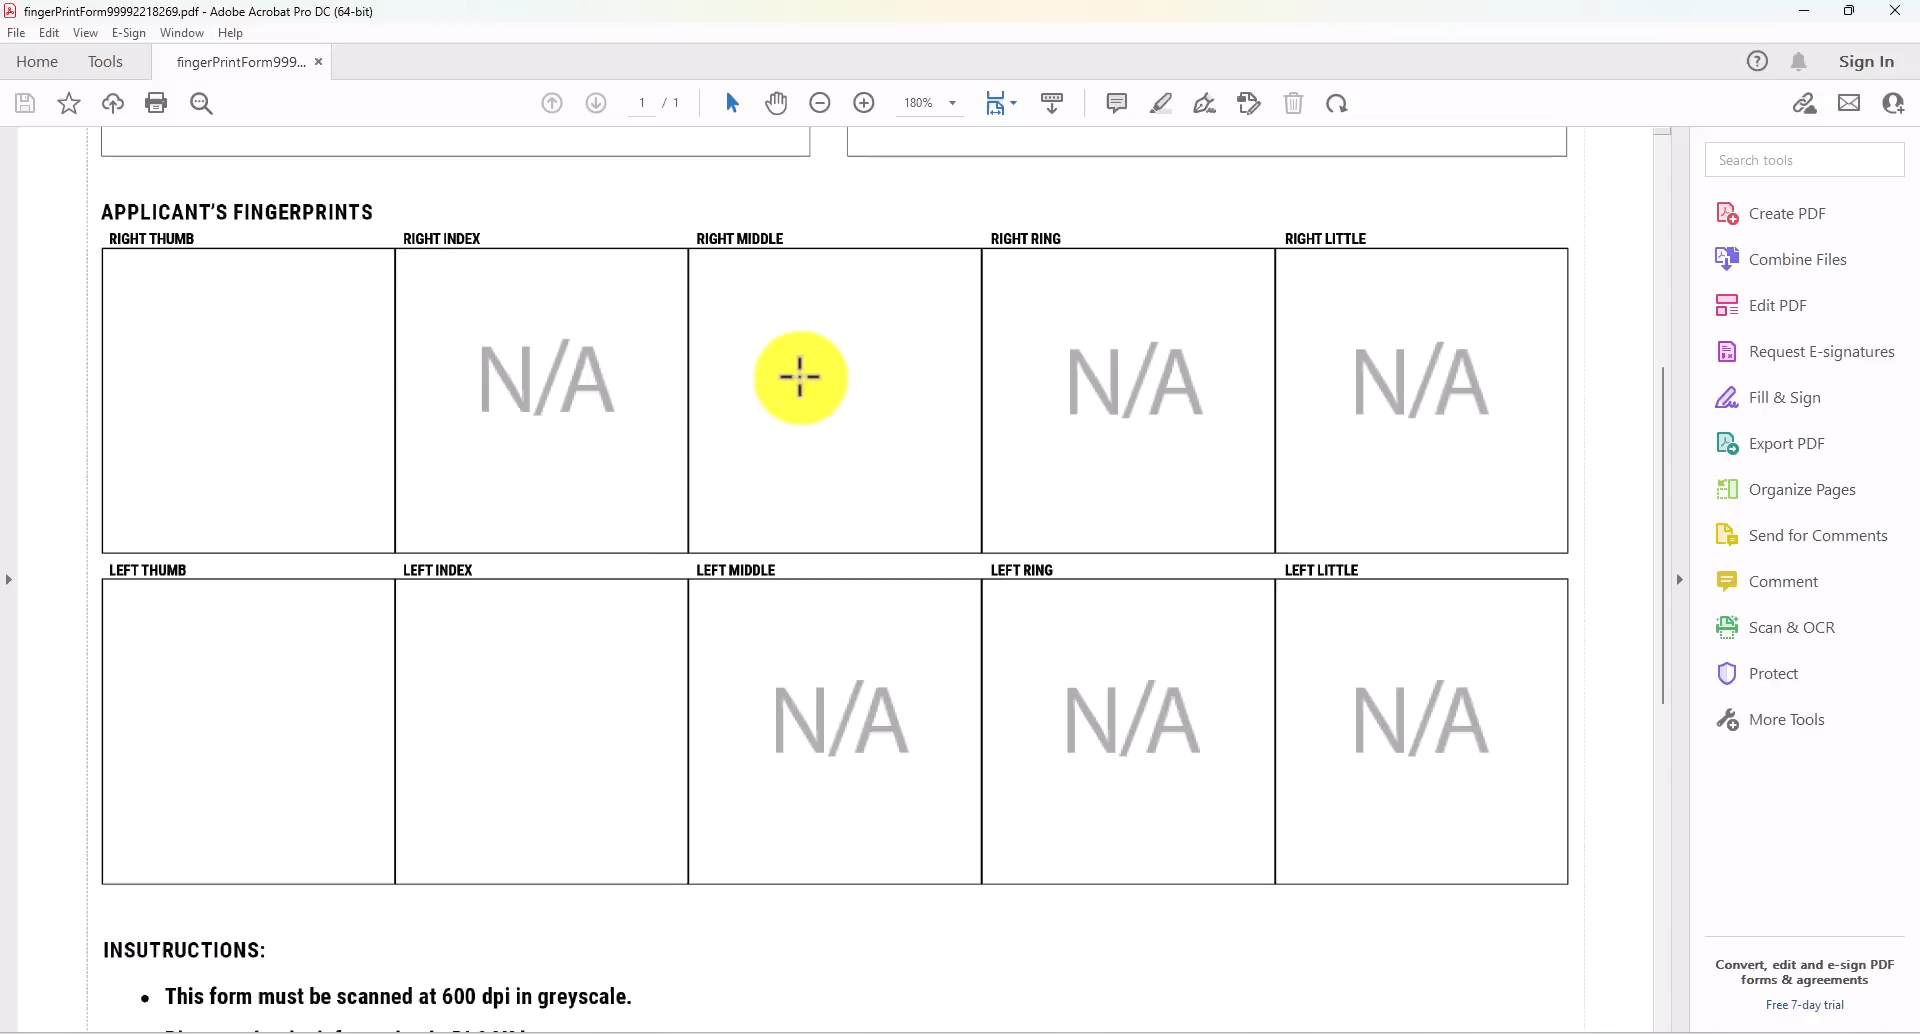 fingerPrintForm99992218269.pdf - Adobe Acrobat Pro DC (64-bit)
File Edit View E-Sign Window Help
Home Tools fingerPrintForm999... × Sign In
1 / 1 180%
Search tools
APPLICANT’S FINGERPRINTS
RIGHT THUMB RIGHT INDEX RIGHT MIDDLE RIGHT RING RIGHT LITTLE
N/A N/A N/A
LEFT THUMB LEFT INDEX LEFT MIDDLE LEFT RING LEFT LITTLE
N/A N/A N/A
INSUTRUCTIONS:
• This form must be scanned at 600 dpi in greyscale.
Create PDF
Combine Files
Edit PDF
Request E-signatures
Fill & Sign
Export PDF
Organize Pages
Send for Comments
Comment
Scan & OCR
Protect
More Tools
Convert, edit and e-sign PDF
forms & agreements
Free 7-day trial